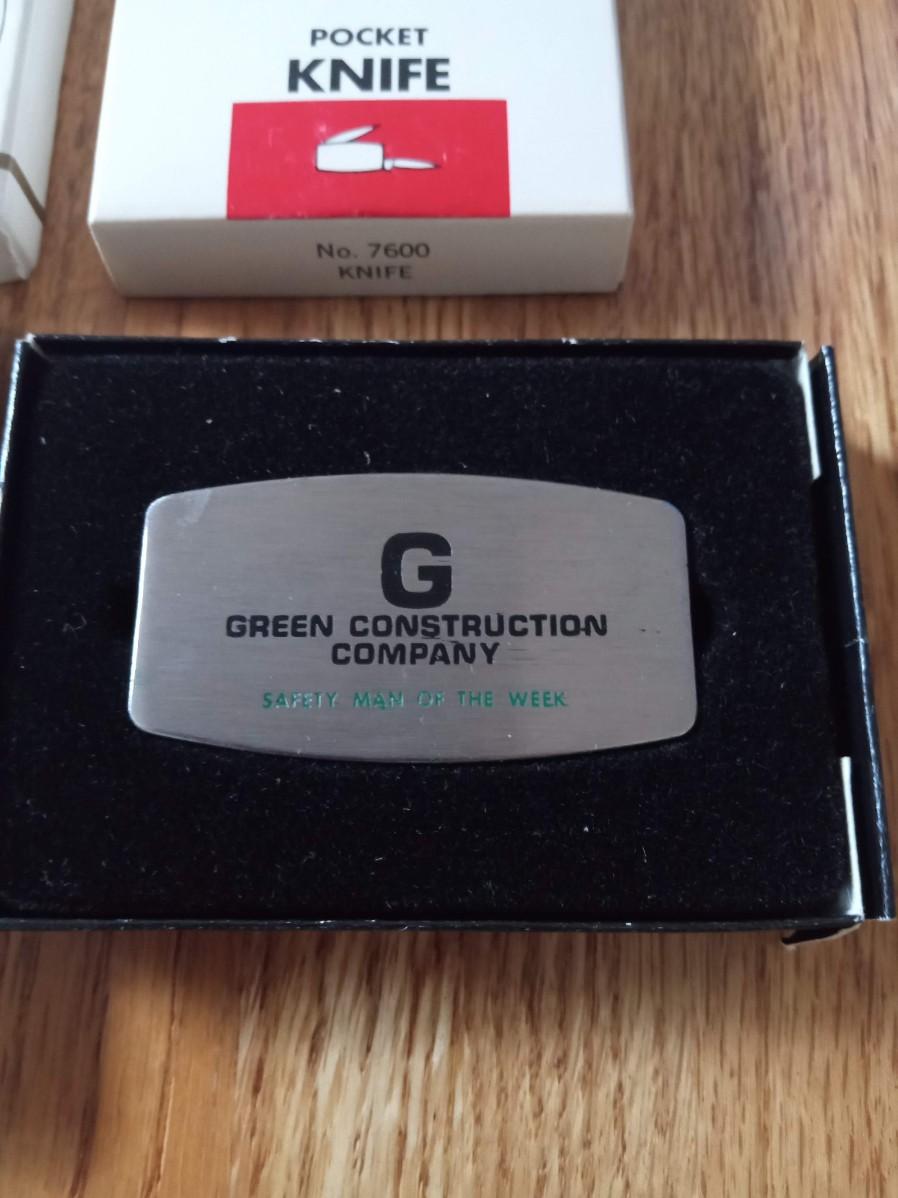 POCKET
KNIFE
No. 7600
KNIFE
G
GREEN CONSTRUCTION
COMPANY
SAFETY MAN OF THE WEEK